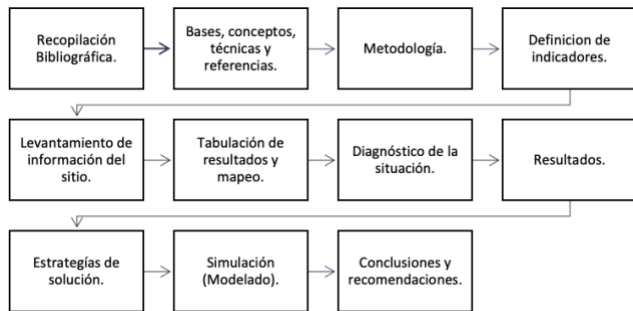 Recopilación
Bibliográfica.
Bases, conceptos,
técnicas y
referencias.
Metodología.
Definicion de
indicadores.
Levantamiento de
información del
sitio.
Tabulación de
resultados y
mapeo.
Diagnóstico de la
situación.
Resultados.
Estrategías de
solución.
Simulación
(Modelado).
Conclusiones y
recomendaciones.